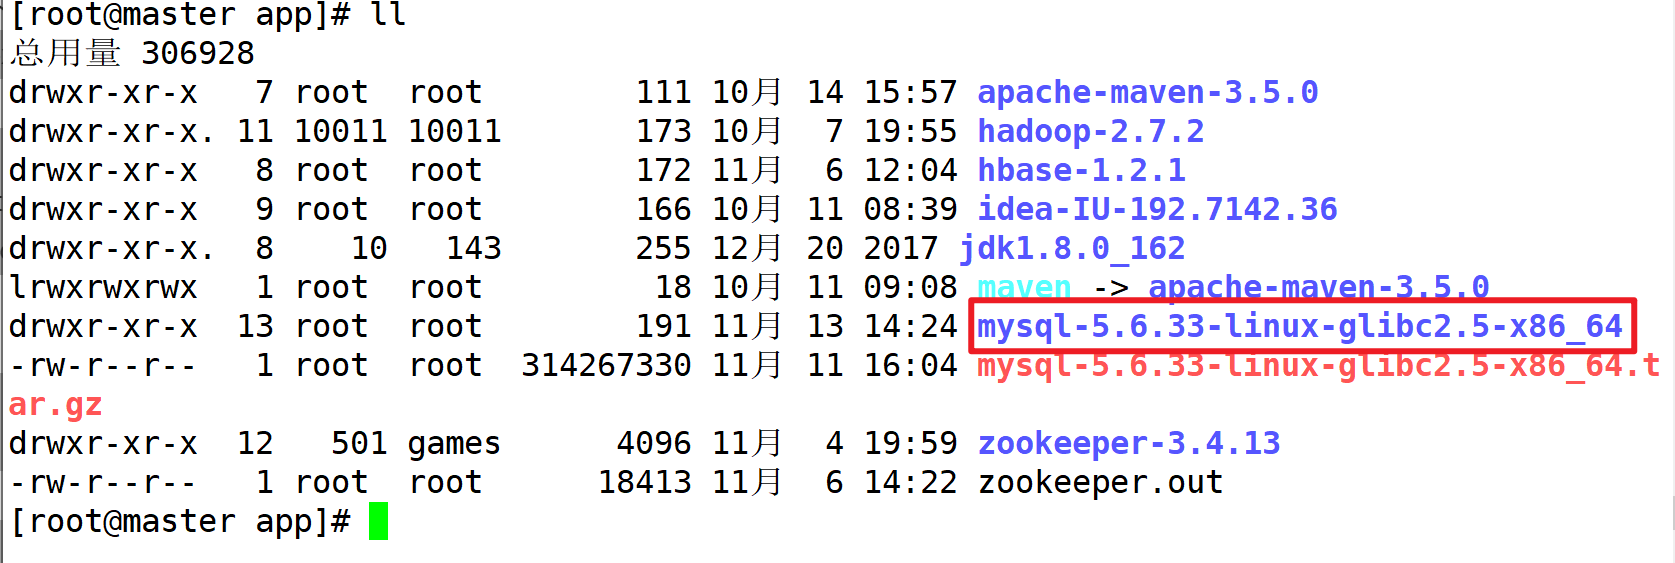 [root@master app]# ll
总用量 306928
drwxr-xr-x   7 root  root        111 10月 14 15:57 apache-maven-3.5.0
drwxr-xr-x. 11 10011 10011       173 10月  7 19:55 hadoop-2.7.2
drwxr-xr-x   8 root  root        172 11月  6 12:04 hbase-1.2.1
drwxr-xr-x   9 root  root        166 10月 11 08:39 idea-IU-192.7142.36
drwxr-xr-x.  8    10   143       255 12月 20 2017 jdk1.8.0_162
lrwxrwxrwx   1 root  root         18 10月 11 09:08 maven -> apache-maven-3.5.0
drwxr-xr-x  13 root  root        191 11月 13 14:24 mysql-5.6.33-linux-glibc2.5-x86_64
-rw-r--r--   1 root  root  314267330 11月 11 16:04 mysql-5.6.33-linux-glibc2.5-x86_64.t
ar.gz
drwxr-xr-x  12   501 games      4096 11月  4 19:59 zookeeper-3.4.13
-rw-r--r--   1 root  root      18413 11月  6 14:22 zookeeper.out
[root@master app]#